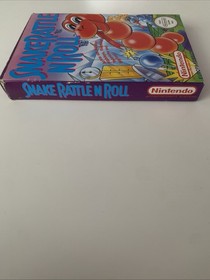 SNAKE RATTLE
N ROLL
Nintendo
SNAKE RATTLE N ROLL
Nintendo